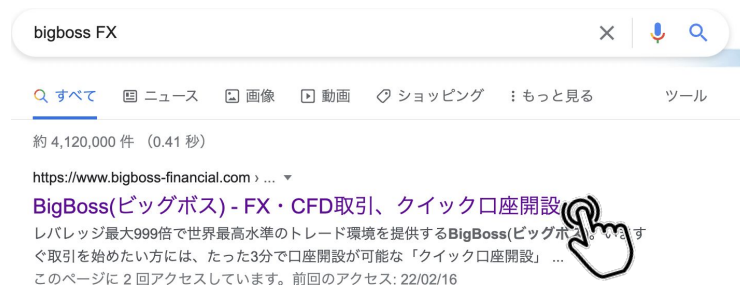 bigboss FX
すべて ニュース 画像 動画 ショッピング もっと見る ツール
約 4,120,000 件 （0.41 秒）
https://www.bigboss-financial.com › ...
BigBoss(ビッグボス) - FX・CFD取引、クイック口座開設
レバレッジ最大999倍で世界最高水準のトレード環境を提供するBigBoss(ビッグボス)。います
ぐ取引を始めたい方には、たった3分で口座開設が可能な「クイック口座開設」 ...
このページに 2 回アクセスしています。前回のアクセス: 22/02/16